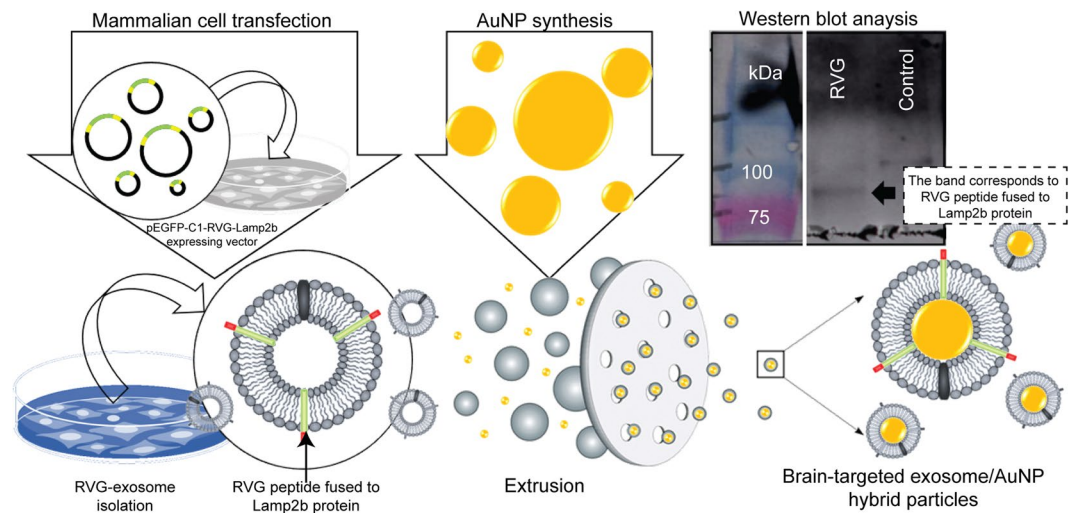 Mammalian cell transfection
AuNP synthesis
Western blot anaysis
kDa
RVG
Control
100
75
The band corresponds to
RVG peptide fused to
Lamp2b protein
pEGFP-C1-RVG-Lamp2b
expressing vector
RVG-exosome
isolation
RVG peptide fused to
Lamp2b protein
Extrusion
Brain-targeted exosome/AuNP
hybrid particles